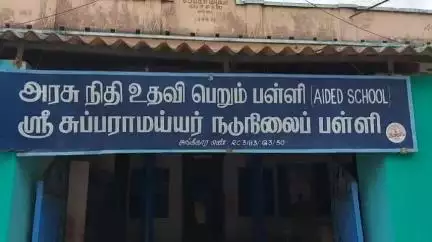 அரசு நிதி உதவி பெறும் பள்ளி (AIDED SCHOOL)
ஸ்ரீ சுப்பராமய்யர் நடுநிலைப் பள்ளி